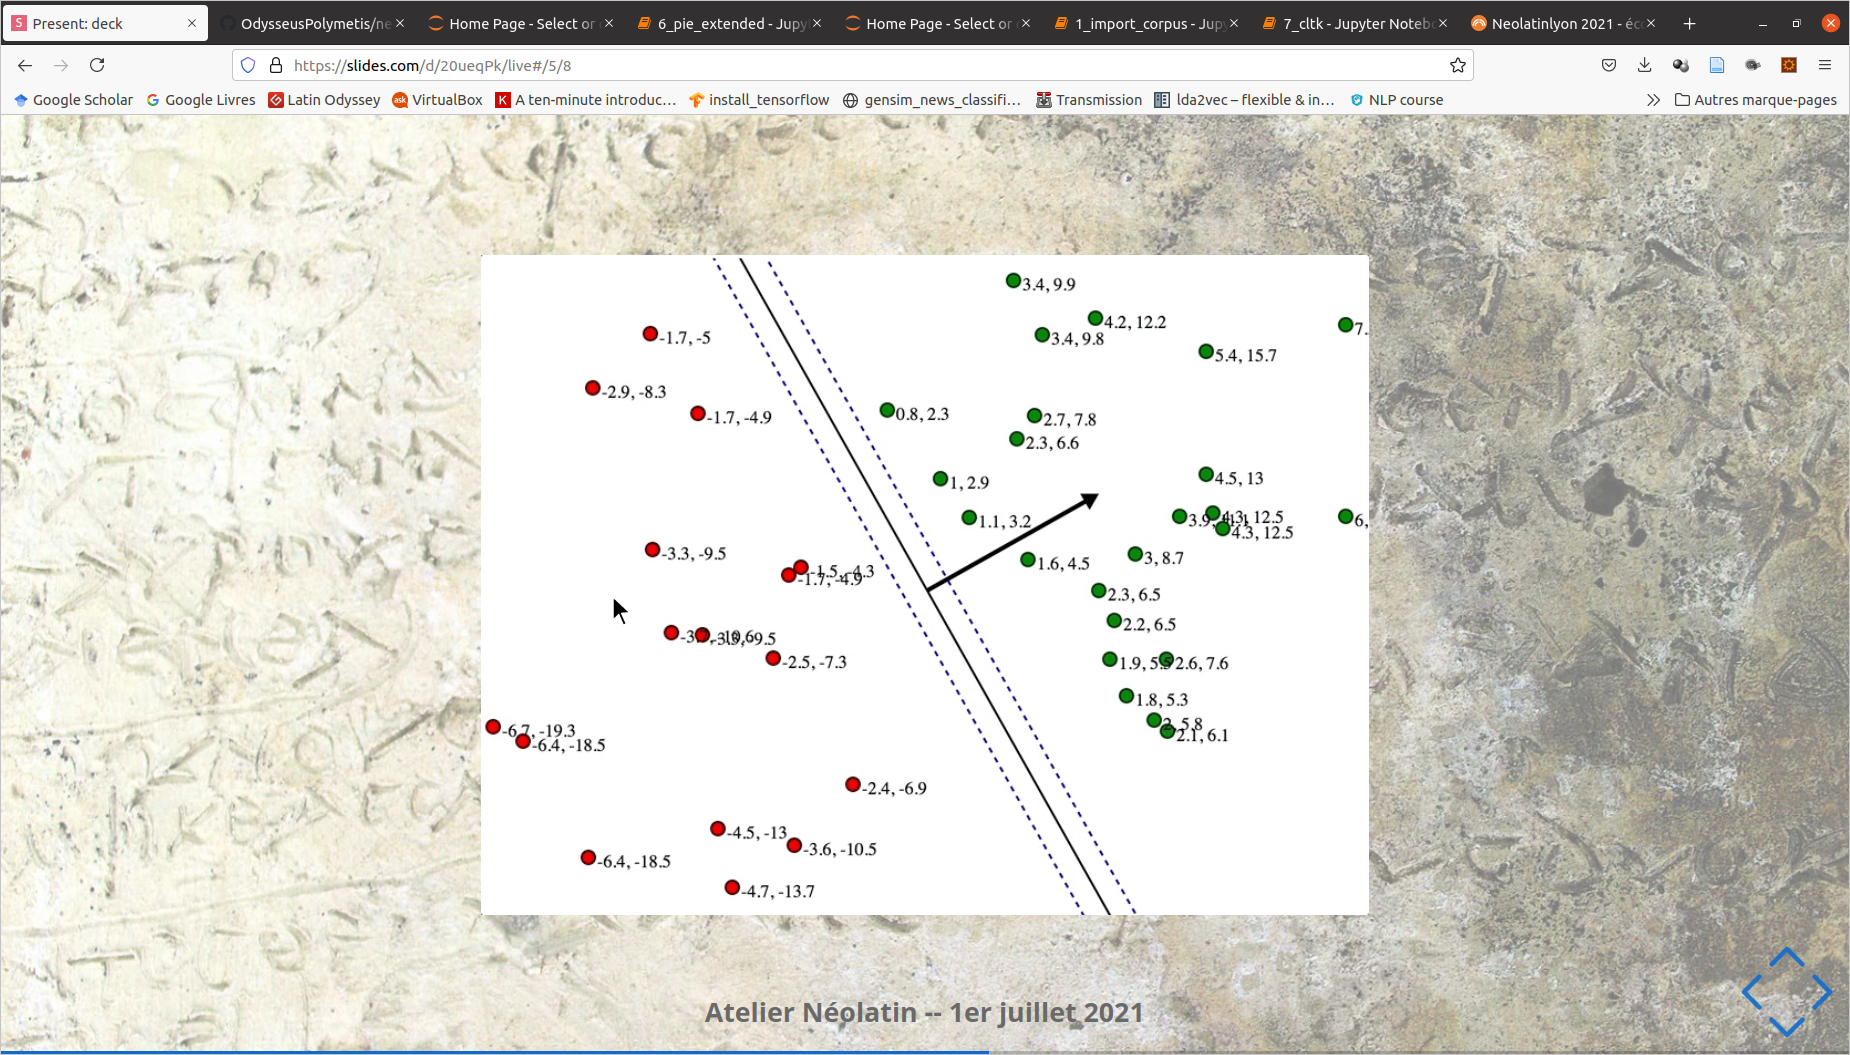 Present: deck
OdysseusPolymetis/ne
Home Page - Select or
6_pie_extended - Jupy
Home Page - Select or
1_import_corpus - Jup
7_cltk - Jupyter Noteb
Neolatinlyon 2021 - éc
https://slides.com/d/20ueqPk/live#/5/8
Google Scholar
Google Livres
Latin Odyssey
VirtualBox
A ten-minute introduc…
install_tensorflow
gensim_news_classifi…
Transmission
lda2vec – flexible & in…
NLP course
Autres marque-pages
3.4, 9.9
4.2, 12.2
7.
-1.7, -5
3.4, 9.8
5.4, 15.7
-2.9, -8.3
-1.7, -4.9
0.8, 2.3
2.7, 7.8
2.3, 6.6
1, 2.9
4.5, 13
1.1, 3.2
4.3, 12.5
6,
4.3, 12.5
-3.3, -9.5
1.6, 4.5
3, 8.7
-1.5, -4.3
-1.7, -4.9
2.3, 6.5
2.2, 6.5
-3.3, -9.5
-2.5, -7.3
1.9, 5.5
2.6, 7.6
1.8, 5.3
-6.7, -19.3
-6.4, -18.5
2, 5.8
2.1, 6.1
-2.4, -6.9
-4.5, -13
-3.6, -10.5
-6.4, -18.5
-4.7, -13.7
Atelier Néolatin -- 1er juillet 2021